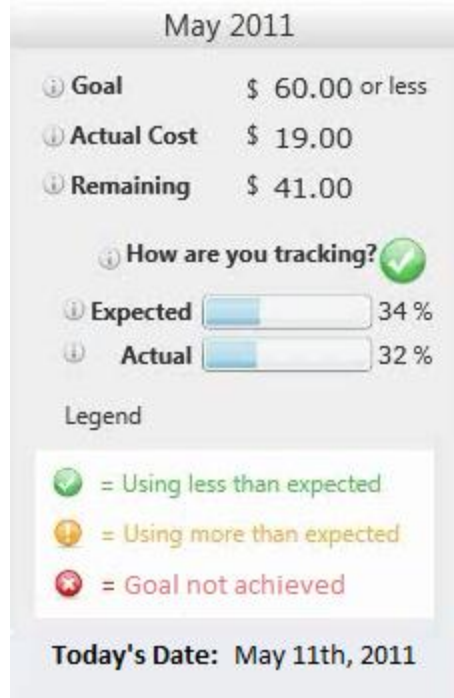 May 2011
Goal $ 60.00 or less
Actual Cost $ 19.00
Remaining $ 41.00
How are you tracking?
Expected 34 %
Actual 32 %
Legend
= Using less than expected
= Using more than expected
= Goal not achieved
Today's Date: May 11th, 2011